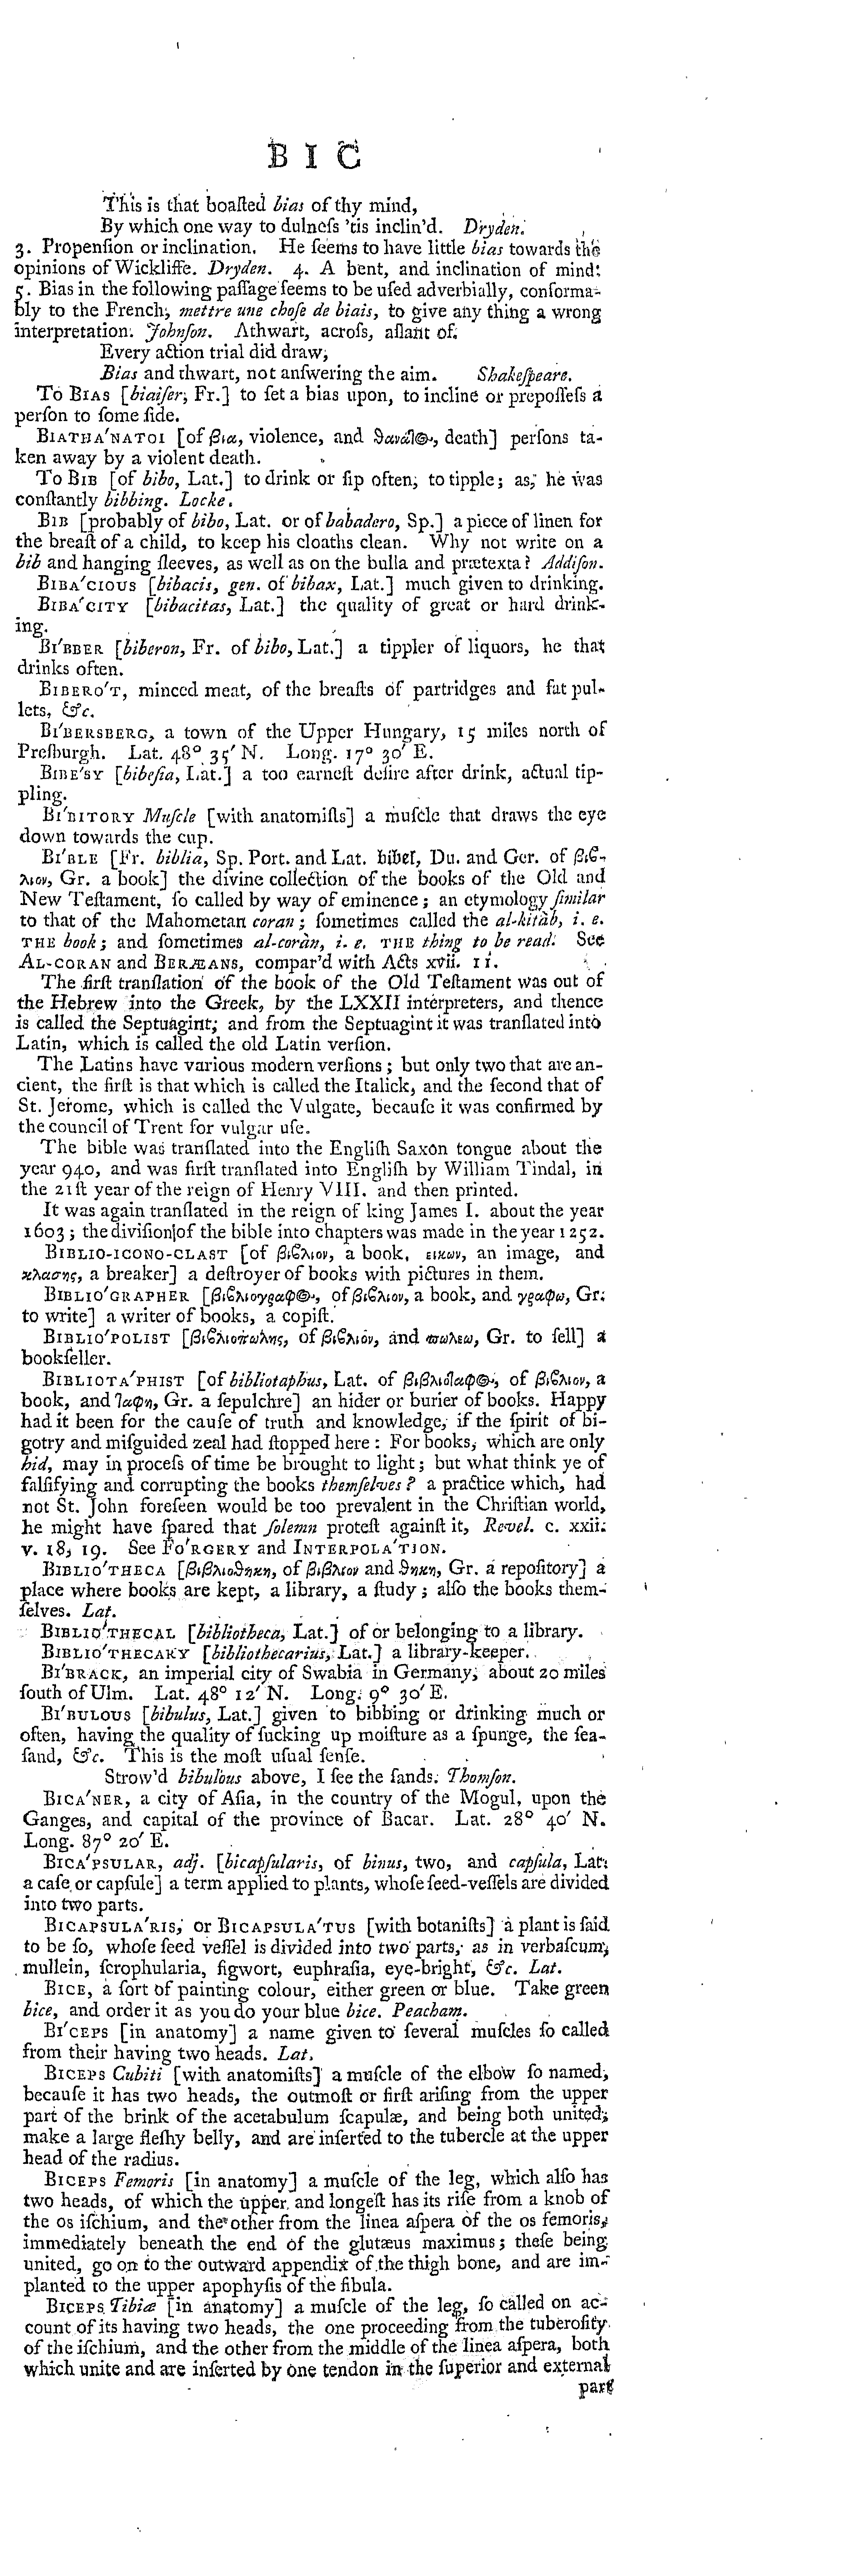 B I C
This is that boaſted bias of thy mind,
By which one way to dulneſs 'tis inclin'd. Dryden.
3. Propenſion or inclination. He ſeems to have little bias towards the
opinions of Wickliffe. Dryden. 4. A bent, and inclination of mind.
5. Bias in the following paſſage ſeems to be uſed adverbially, conforma-
bly to the French, mettre une choſe de biais, to give any thing a wrong
interpretation. Johnſon. Athwart, acroſs, aſlant of.
Every action trial did draw,
Bias and thwart, not anſwering the aim. Shakeſpeare.
To BIAS [biaiſer, Fr.] to ſet a bias upon, to incline or prepoſſeſs a
perſon to ſome ſide.
BIATHA′NATOI [of βια, violence, and ϑανα]Ⓞ, death] perſons ta-
ken away by a violent death.
To BIB [of bibo, Lat.] to drink or ſip often, to tipple; as, he was
conſtantly bibbing. Locke.
BIB [probably of bibo, Lat. or of babadero, Sp.] a piece of linen for
the breaſt of a child, to keep his cloaths clean. Why not write on a
bib and hanging ſleeves, as well as on the bulla and prætexta? Addiſon.
BIBA′CIOUS [bibacis, gen. of bibax, Lat.] much given to drinking.
BIBA′CITY [bibacitas, Lat.] the quality of great or hard drink-
ing.
BI′BBER [biberon, Fr. of bibo, Lat.] a tippler of liquors, he that
drinks often.
BIBERO′T, minced meat, of the breaſts of partridges and fat pul-
lets, &c.
BI′BERSBERG, a town of the Upper Hungary, 15 miles north of
Preſburgh. Lat. 48° 35′ N. Long. 17° 30′ E.
BIBE′SY [bibeſia, Lat.] a too earneſt deſire after drink, actual tip-
pling.
BI′BITORY Muſcle [with anatomiſts] a muſcle that draws the eye
down towards the cup.
BI′BLE [Fr. biblia, Sp. Port. and Lat. bibel, Du. and Ger. of βιϐ-
λιον, Gr. a book] the divine collection of the books of the Old and
New Teſtament, ſo called by way of eminence; an etymology ſimilar
to that of the Mahometan coran; ſometimes called the al-kitàb, i. e.
THE book; and ſometimes al-coràn, i. e. THE thing to be read. See
AL-CORAN and BERÆANS, compar'd with Acts xvii. 11.
The firſt tranſlation of the book of the Old Teſtament was out of
the Hebrew into the Greek, by the LXXII interpreters, and thence
is called the Septuagint; and from the Septuagint it was tranſlated into
Latin, which is called the old Latin verſion.
The Latins have various modern verſions; but only two that are an-
cient, the firſt is that which is called the Italick, and the ſecond that of
St. Jerome, which is called the Vulgate, becauſe it was confirmed by
the council of Trent for vulgar uſe.
The bible was tranſlated into the Engliſh Saxon tongue about the
year 940, and was firſt tranſlated into Engliſh by William Tindal, in
the 21ſt year of the reign of Henry VIII. and then printed.
It was again tranſlated in the reign of king James I. about the year
1603; the diviſion of the bible into chapters was made in the year 1252.
BIBLIO-ICONO-CLAST [of βιϐλιον, a book, εικων, an image, and
κλαστης, a breaker] a deſtroyer of books with pictures in them.
BIBLIO′GRAPHER [βιϐλιογραφⓄ, of βιϐλιον, a book, and γραφω, Gr.
to write] a writer of books, a copiſt.
BIBLIO′POLIST [βιϐλιοπωλης, of βιϐλιον, and ϖωλεω, Gr. to ſell] a
bookſeller.
BIBLIOTA′PHIST [of bibliotaphus, Lat. of βιβλιο]αφⓄ, of βιϐλιον, a
book, and ]αφη, Gr. a ſepulchre] an hider or burier of books. Happy
had it been for the cauſe of truth and knowledge, if the ſpirit of bi-
gotry and miſguided zeal had ſtopped here: For books, which are only
hid, may in proceſs of time be brought to light; but what think ye of
falſifying and corrupting the books themſelves? a practice which, had
not St. John foreſeen would be too prevalent in the Chriſtian world,
he might have ſpared that ſolemn proteſt againſt it, Revel. c. xxii.
v. 18, 19. See FO′RGERY and INTERPOLA′TION.
BIBLIO′THECA [βιβλιοϑηκη, of βιβλιον and ϑηκη, Gr. a repoſitory] a
place where books are kept, a library, a ſtudy; alſo the books them-
ſelves. Lat.
BIBLIO′THECAL [bibliotheca, Lat.] of or belonging to a library.
BIBLIO′THECARY [bibliothecarius, Lat.] a library-keeper.
BI′BRACK, an imperial city of Swabia in Germany, about 20 miles
ſouth of Ulm. Lat. 48° 12′ N. Long. 9° 30′ E.
BI′BULOUS [bibulus, Lat.] given to bibbing or drinking much or
often, having the quality of ſucking up moiſture as a ſpunge, the ſea-
ſand, &c. This is the moſt uſual ſenſe.
Strow'd bibulous above, I ſee the ſands. Thomſon.
BICA′NER, a city of Aſia, in the country of the Mogul, upon the
Ganges, and capital of the province of Bacar. Lat. 28° 40′ N.
Long. 87° 20′ E.
BICA′PSULAR, adj. [bicapſularis, of binus, two, and capſula, Lat.
a caſe or capſule] a term applied to plants, whoſe ſeed-veſſels are divided
into two parts.
BICAPSULA′RIS, or BICAPSULA′TUS [with botaniſts] a plant is ſaid
to be ſo, whoſe ſeed veſſel is divided into two parts, as in verbaſcum,
mullein, ſcrophularia, figwort, euphraſia, eye-bright, &c. Lat.
BICE, a ſort of painting colour, either green or blue. Take green
bice, and order it as you do your blue bice. Peacham.
BI′CEPS [in anatomy] a name given to ſeveral muſcles ſo called
from their having two heads. Lat.
BICEPS Cubiti [with anatomiſts] a muſcle of the elbow ſo named,
becauſe it has two heads, the outmoſt or firſt ariſing from the upper
part of the brink of the acetabulum ſcapulæ, and being both united,
make a large fleſhy belly, and are inſerted to the tubercle at the upper
head of the radius.
BICEPS Femoris [in anatomy] a muſcle of the leg, which alſo has
two heads, of which the upper and longeſt has its riſe from a knob of
the os iſchium, and the other from the linea aſpera of the os femoris,
immediately beneath the end of the glutæus maximus; theſe being
united, go on to the outward appendix of the thigh bone, and are im-
planted to the upper apophyſis of the fibula.
BICEPS Tibiæ [in anatomy] a muſcle of the leg, ſo called on ac-
count of its having two heads, the one proceeding from the tuberoſity
of the iſchium, and the other from the middle of the linea aſpera, both
which unite and are inſerted by one tendon in the ſuperior and external
part